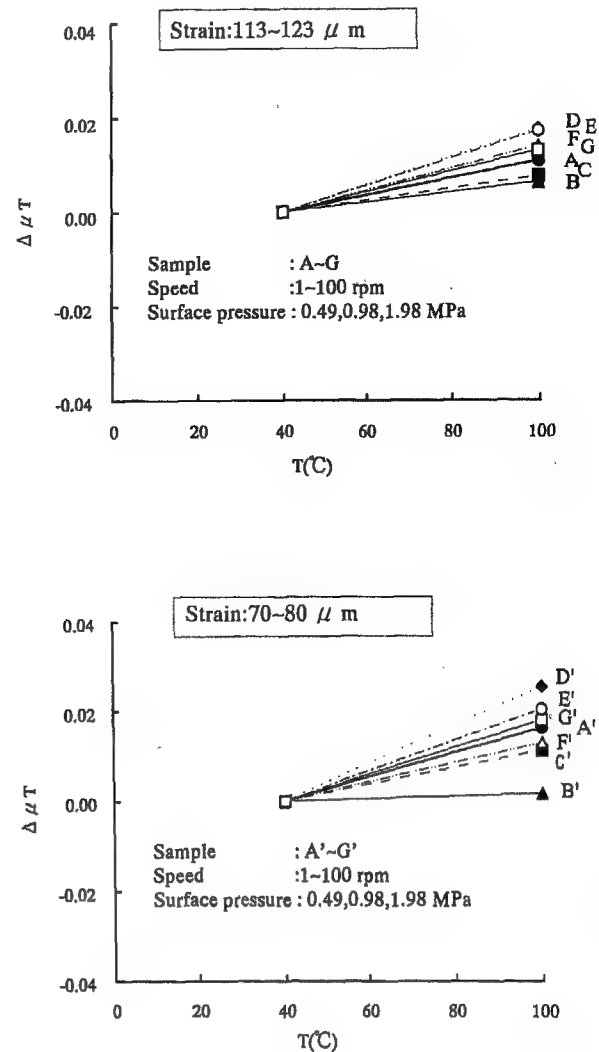 Strain:113~123 μ m
0.04
0.02
0.00
-0.02
-0.04
Δ μ T
D E
F G
A C
B
Sample : A~G
Speed :1~100 rpm
Surface pressure : 0.49,0.98,1.98 MPa
0 20 40 60 80 100
T(℃)
Strain:70~80 μ m
0.04
0.02
0.00
-0.02
-0.04
Δ μ T
D'
E'
G' A'
F'
C'
B'
Sample : A’~G’
Speed :1~100 rpm
Surface pressure : 0.49,0.98,1.98 MPa
0 20 40 60 80 100
T(℃)